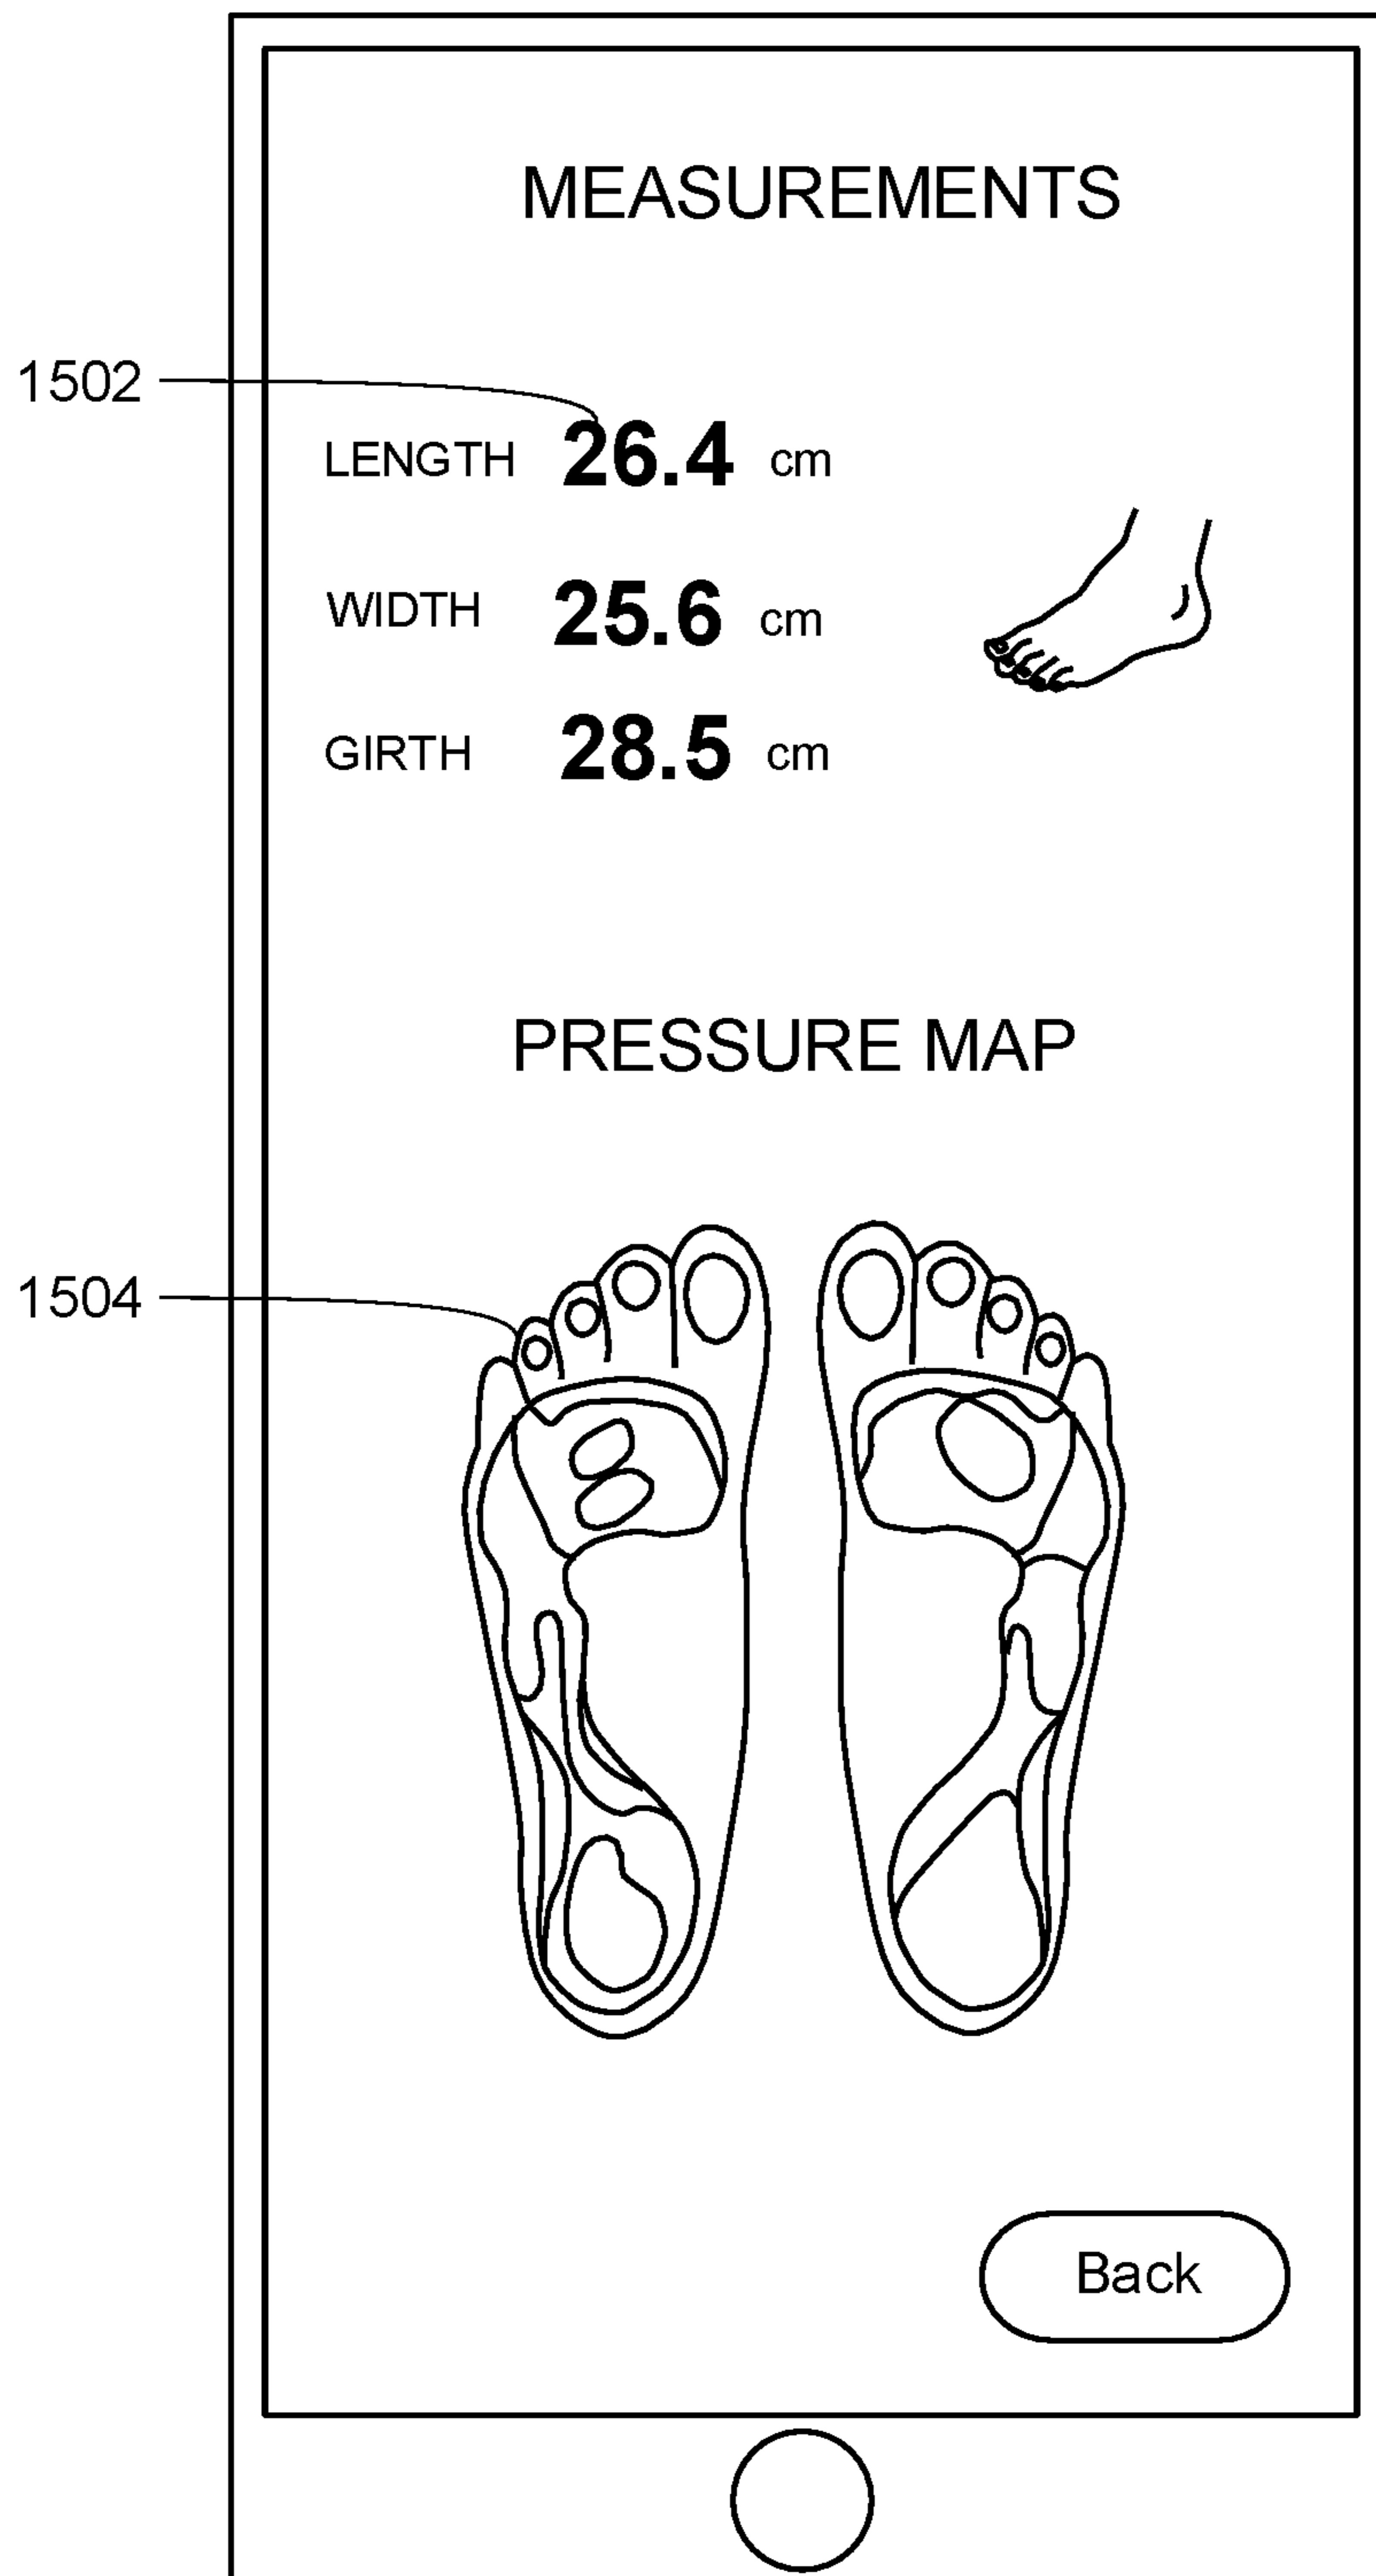 MEASUREMENTS
1502
LENGTH 26.4 cm
WIDTH 25.6 cm
GIRTH 28.5 cm
PRESSURE MAP
1504
Back